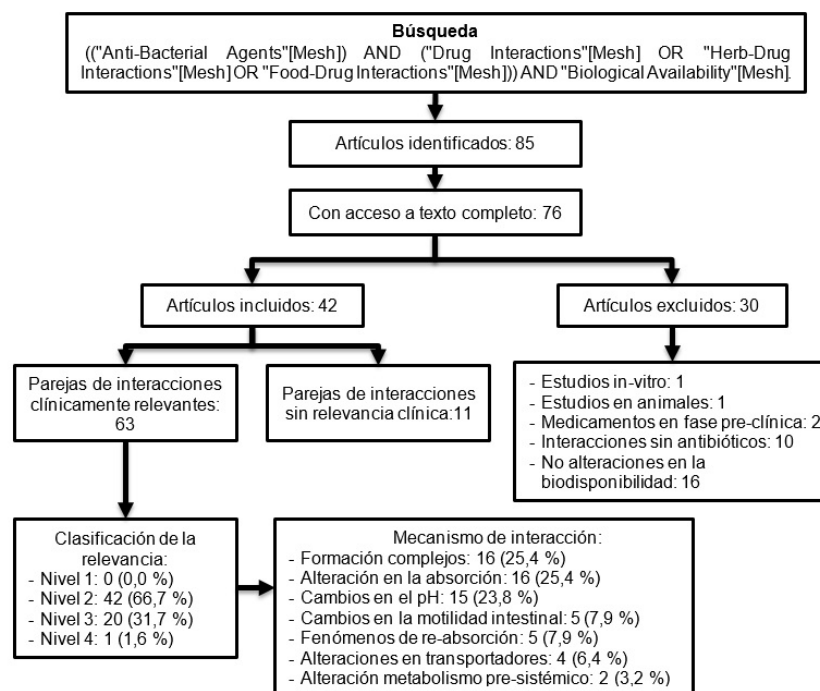 Búsqueda
(("Anti-Bacterial Agents"[Mesh]) AND ("Drug Interactions"[Mesh] OR "Herb-Drug
Interactions"[Mesh] OR "Food-Drug Interactions"[Mesh])) AND "Biological Availability"[Mesh].
Artículos identificados: 85
Con acceso a texto completo: 76
Artículos incluidos: 42
Artículos excluidos: 30
Parejas de interacciones
clínicamente relevantes:
63
Parejas de interacciones
sin relevancia clínica: 11
- Estudios in-vitro: 1
- Estudios en animales: 1
- Medicamentos en fase pre-clínica: 2
- Interacciones sin antibióticos: 10
- No alteraciones en la
biodisponibilidad: 16
Clasificación de la
relevancia:
- Nivel 1: 0 (0,0 %)
- Nivel 2: 42 (66,7 %)
- Nivel 3: 20 (31,7 %)
- Nivel 4: 1 (1,6 %)
Mecanismo de interacción:
- Formación complejos: 16 (25,4 %)
- Alteración en la absorción: 16 (25,4 %)
- Cambios en el pH: 15 (23,8 %)
- Cambios en la motilidad intestinal: 5 (7,9 %)
- Fenómenos de re-absorción: 5 (7,9 %)
- Alteraciones en transportadores: 4 (6,4 %)
- Alteración metabolismo pre-sistémico: 2 (3,2 %)